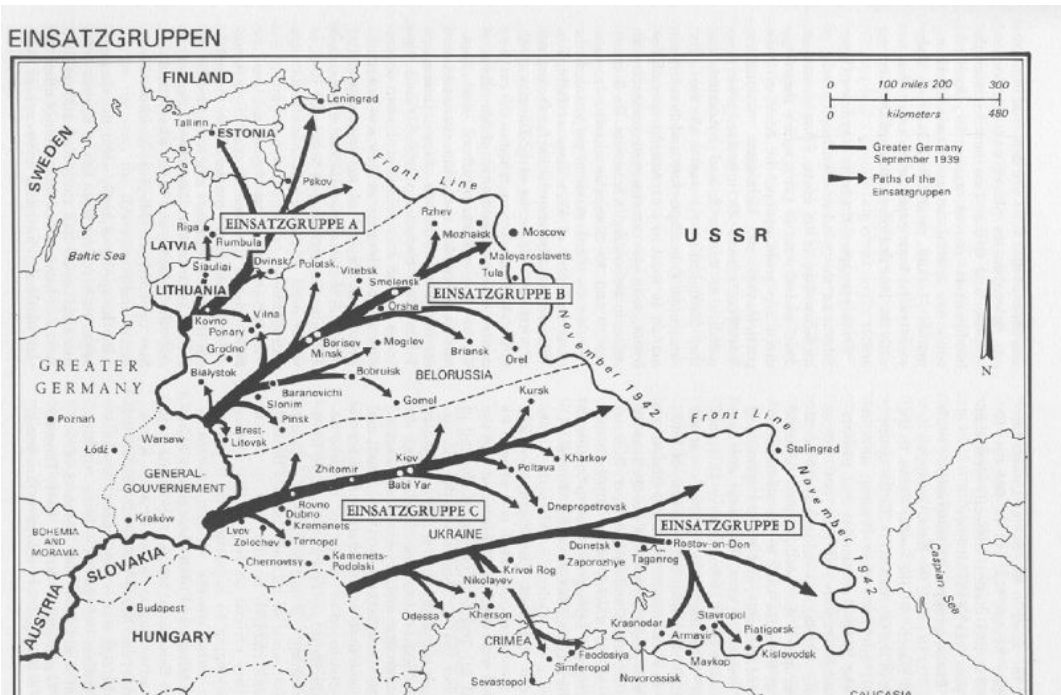 EINSATZGRUPPEN
FINLAND
Leningrad
Tallinn
ESTONIA
SWEDEN
Front Line
Pskov
0 100 miles 200 300
0 kilometers 480
Greater Germany
September 1939
Paths of the
Einsatzgruppen
EINSATZGRUPPE A
Rzhev
Riga
Rumbula
Mozhaisk
Moscow
USSR
LATVIA
Baltic Sea
Siauliai
Dvinsk
Polotsk
Vitebsk
Maloyaroslavets
Tula
LITHUANIA
Smolensk
EINSATZGRUPPE B
Orsha
Kovno
Vilna
Ponary
Borisov
Minsk
Mogilev
Briansk
Orel
November 1942
Grodno
GREATER
GERMANY
Białystok
Bobruisk
BELORUSSIA
N
Baranovichi
Slonim
Gomel
Kursk
Poznań
Pinsk
Brest-
Litovsk
Warsaw
Front Line
Łódź
Stalingrad
GENERAL-
GOUVERNEMENT
Zhitomir
Kiev
Babi Yar
Kharkov
Poltava
November 1942
Rovno
Dubno
EINSATZGRUPPE C
Dnepropetrovsk
Kraków
Lvov
Kremenets
UKRAINE
EINSATZGRUPPE D
BOHEMIA
AND
MORAVIA
Zolochev
Tarnopol
Donetsk
Rostov-on-Don
SLOVAKIA
Chernovtsy
Kamenets-
Podolski
Krivoi Rog
Zaporozhye
Taganrog
Caspian Sea
Nikolayev
AUSTRIA
Budapest
Odessa
Kherson
Stavropol
HUNGARY
CRIMEA
Krasnodar
Armavir
Piatigorsk
Feodosiya
Simferopol
Kislovodsk
Maykop
Sevastopol
Novorossisk
CAUCASIA